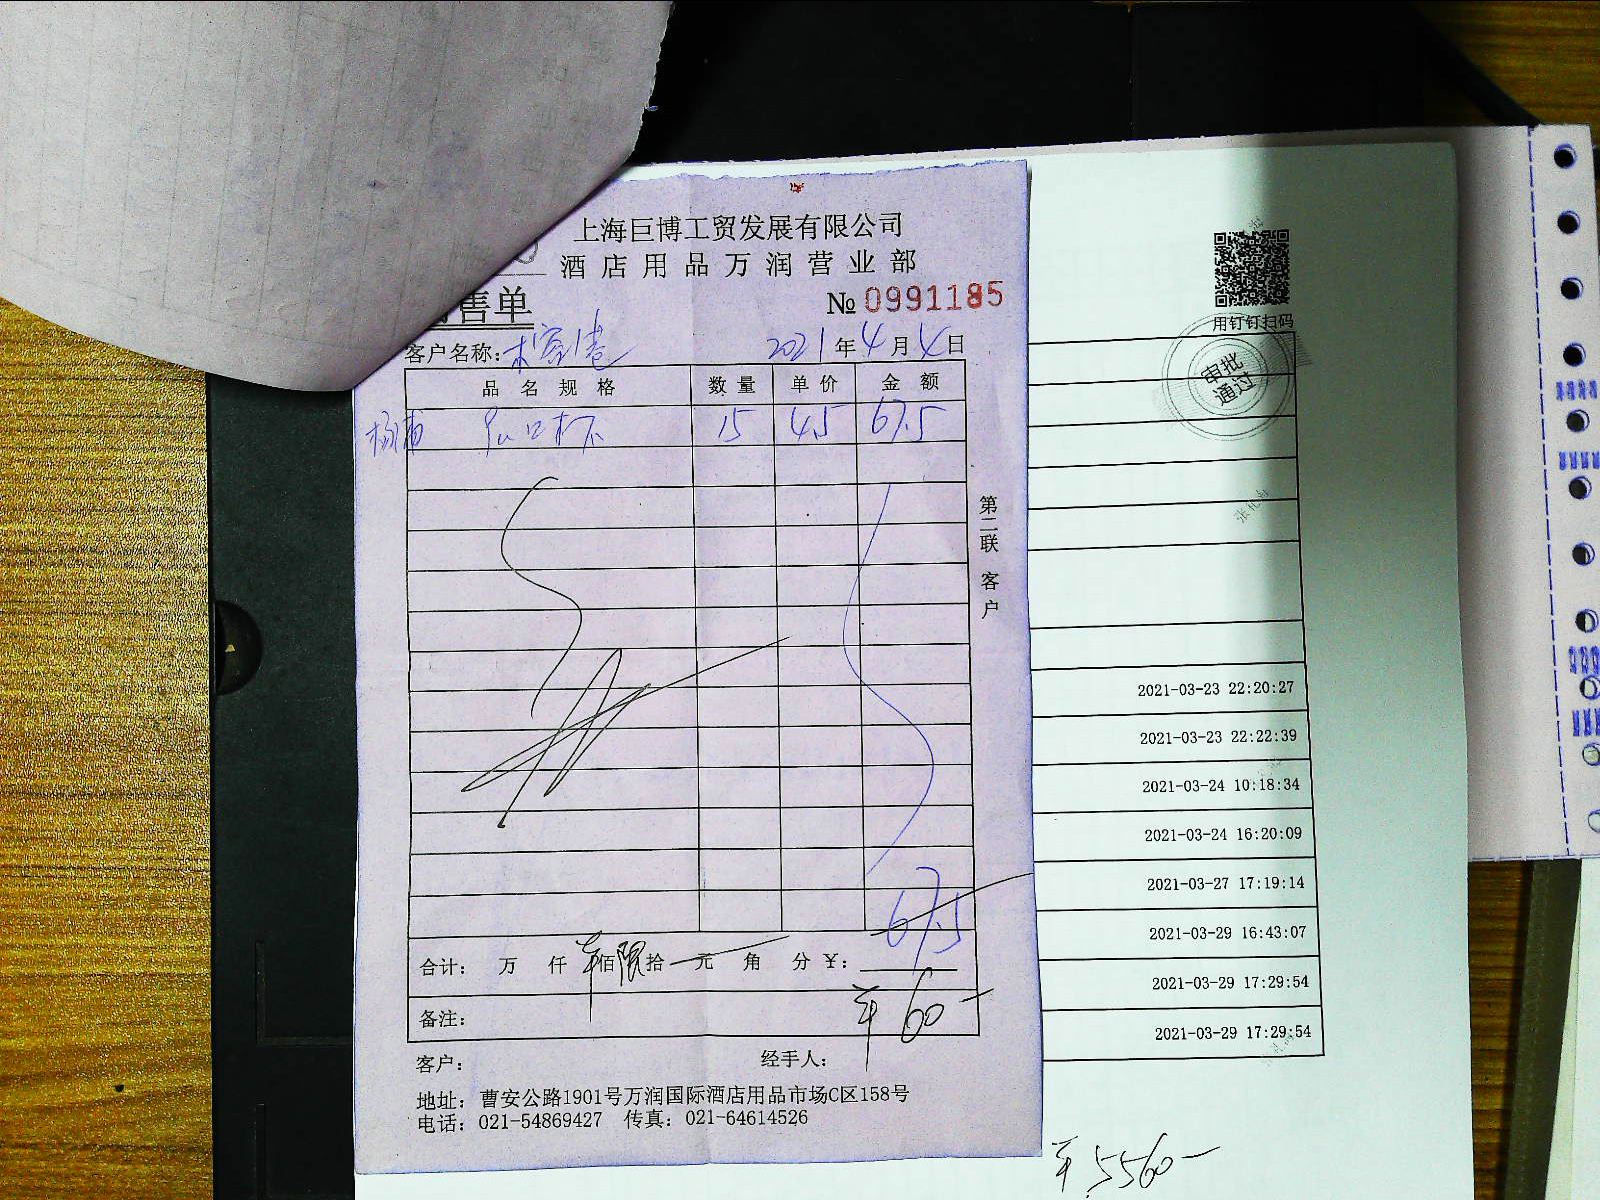 上海巨博工贸发展有限公司
酒店用品万润营业部
售单
№ 0991185
客户名称:
2021年4月4日
品名规格 数量 单价 金额
杨浦 口杯 15 4.5 67.5
67.5
合计: 万 仟 佰 拾 元 角 分 ¥:
备注: ¥60-
客户: 经手人:
地址: 曹安公路1901号万润国际酒店用品市场C区158号
电话: 021-54869427 传真: 021-64614526
第二联 客户
用钉钉扫码
审批通过
2021-03-23 22:20:27
2021-03-23 22:22:39
2021-03-24 10:18:34
2021-03-24 16:20:09
2021-03-27 17:19:14
2021-03-29 16:43:07
2021-03-29 17:29:54
2021-03-29 17:29:54
¥5560-